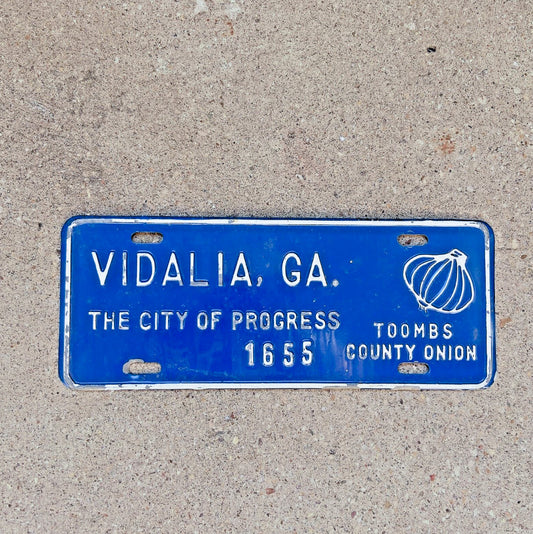 VIDALIA, GA.
THE CITY OF PROGRESS
1655
TOOMBS
COUNTY ONION